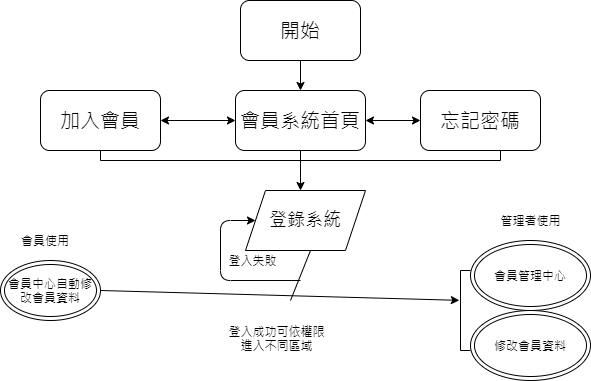 開始
加入會員
會員系統首頁
忘記密碼
登錄系統
管理者使用
會員使用
登入失敗
會員中心自動修
改會員資料
會員管理中心
登入成功可依權限
進入不同區域
修改會員資料